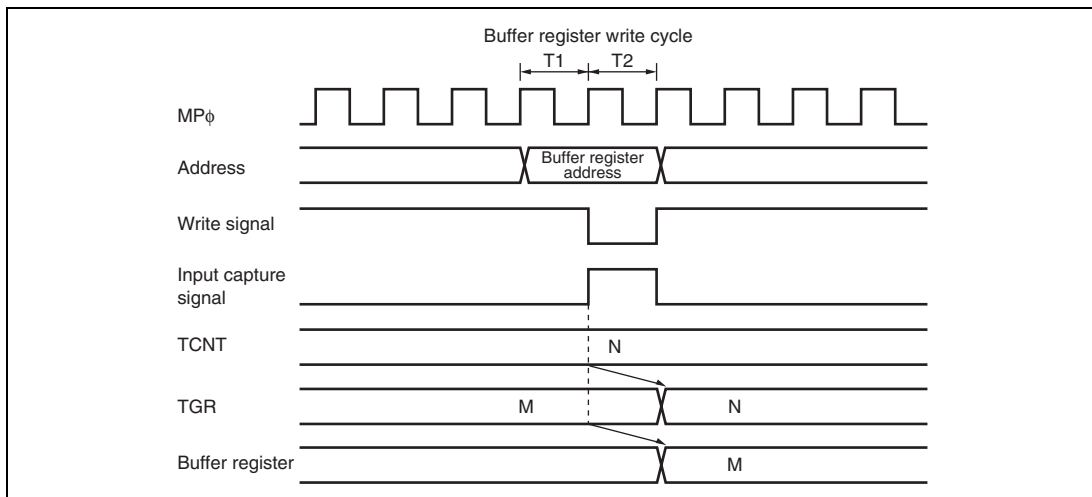 Buffer register write cycle
T1 T2
MPϕ
Address
Buffer register
address
Write signal
Input capture
signal
TCNT
N
TGR
M N
Buffer register
M